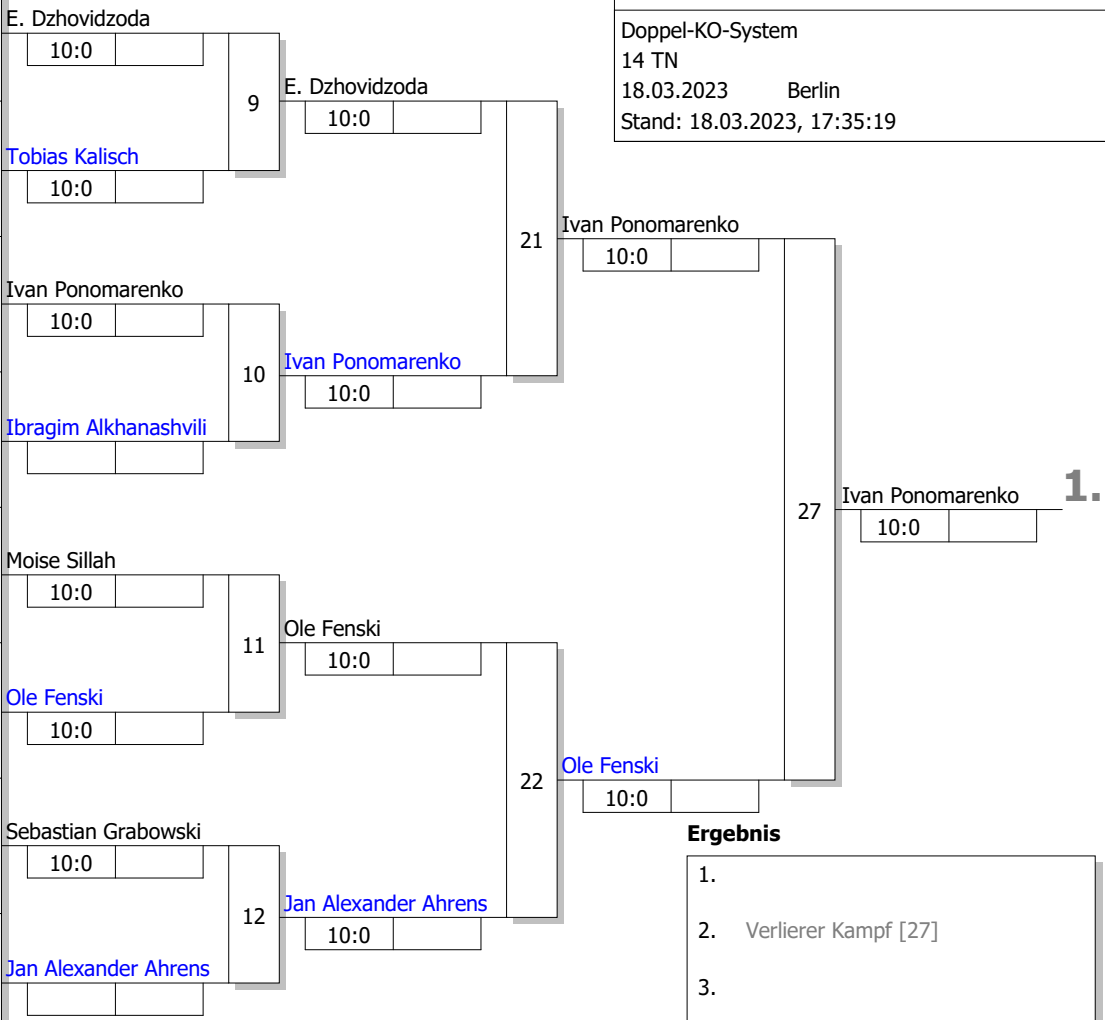 E. Dzhovidzoda
10:0
Doppel-KO-System
14 TN
18.03.2023 Berlin
Stand: 18.03.2023, 17:35:19
9
E. Dzhovidzoda
10:0
Tobias Kalisch
10:0
21
Ivan Ponomarenko
10:0
Ivan Ponomarenko
10:0
10
Ivan Ponomarenko
10:0
Ibragim Alkhanashvili
27
Ivan Ponomarenko
1.
10:0
Moise Sillah
10:0
11
Ole Fenski
10:0
Ole Fenski
10:0
22
Ole Fenski
10:0
Sebastian Grabowski
10:0
12
Jan Alexander Ahrens
10:0
Jan Alexander Ahrens
Ergebnis
1.
2. Verlierer Kampf [27]
3.